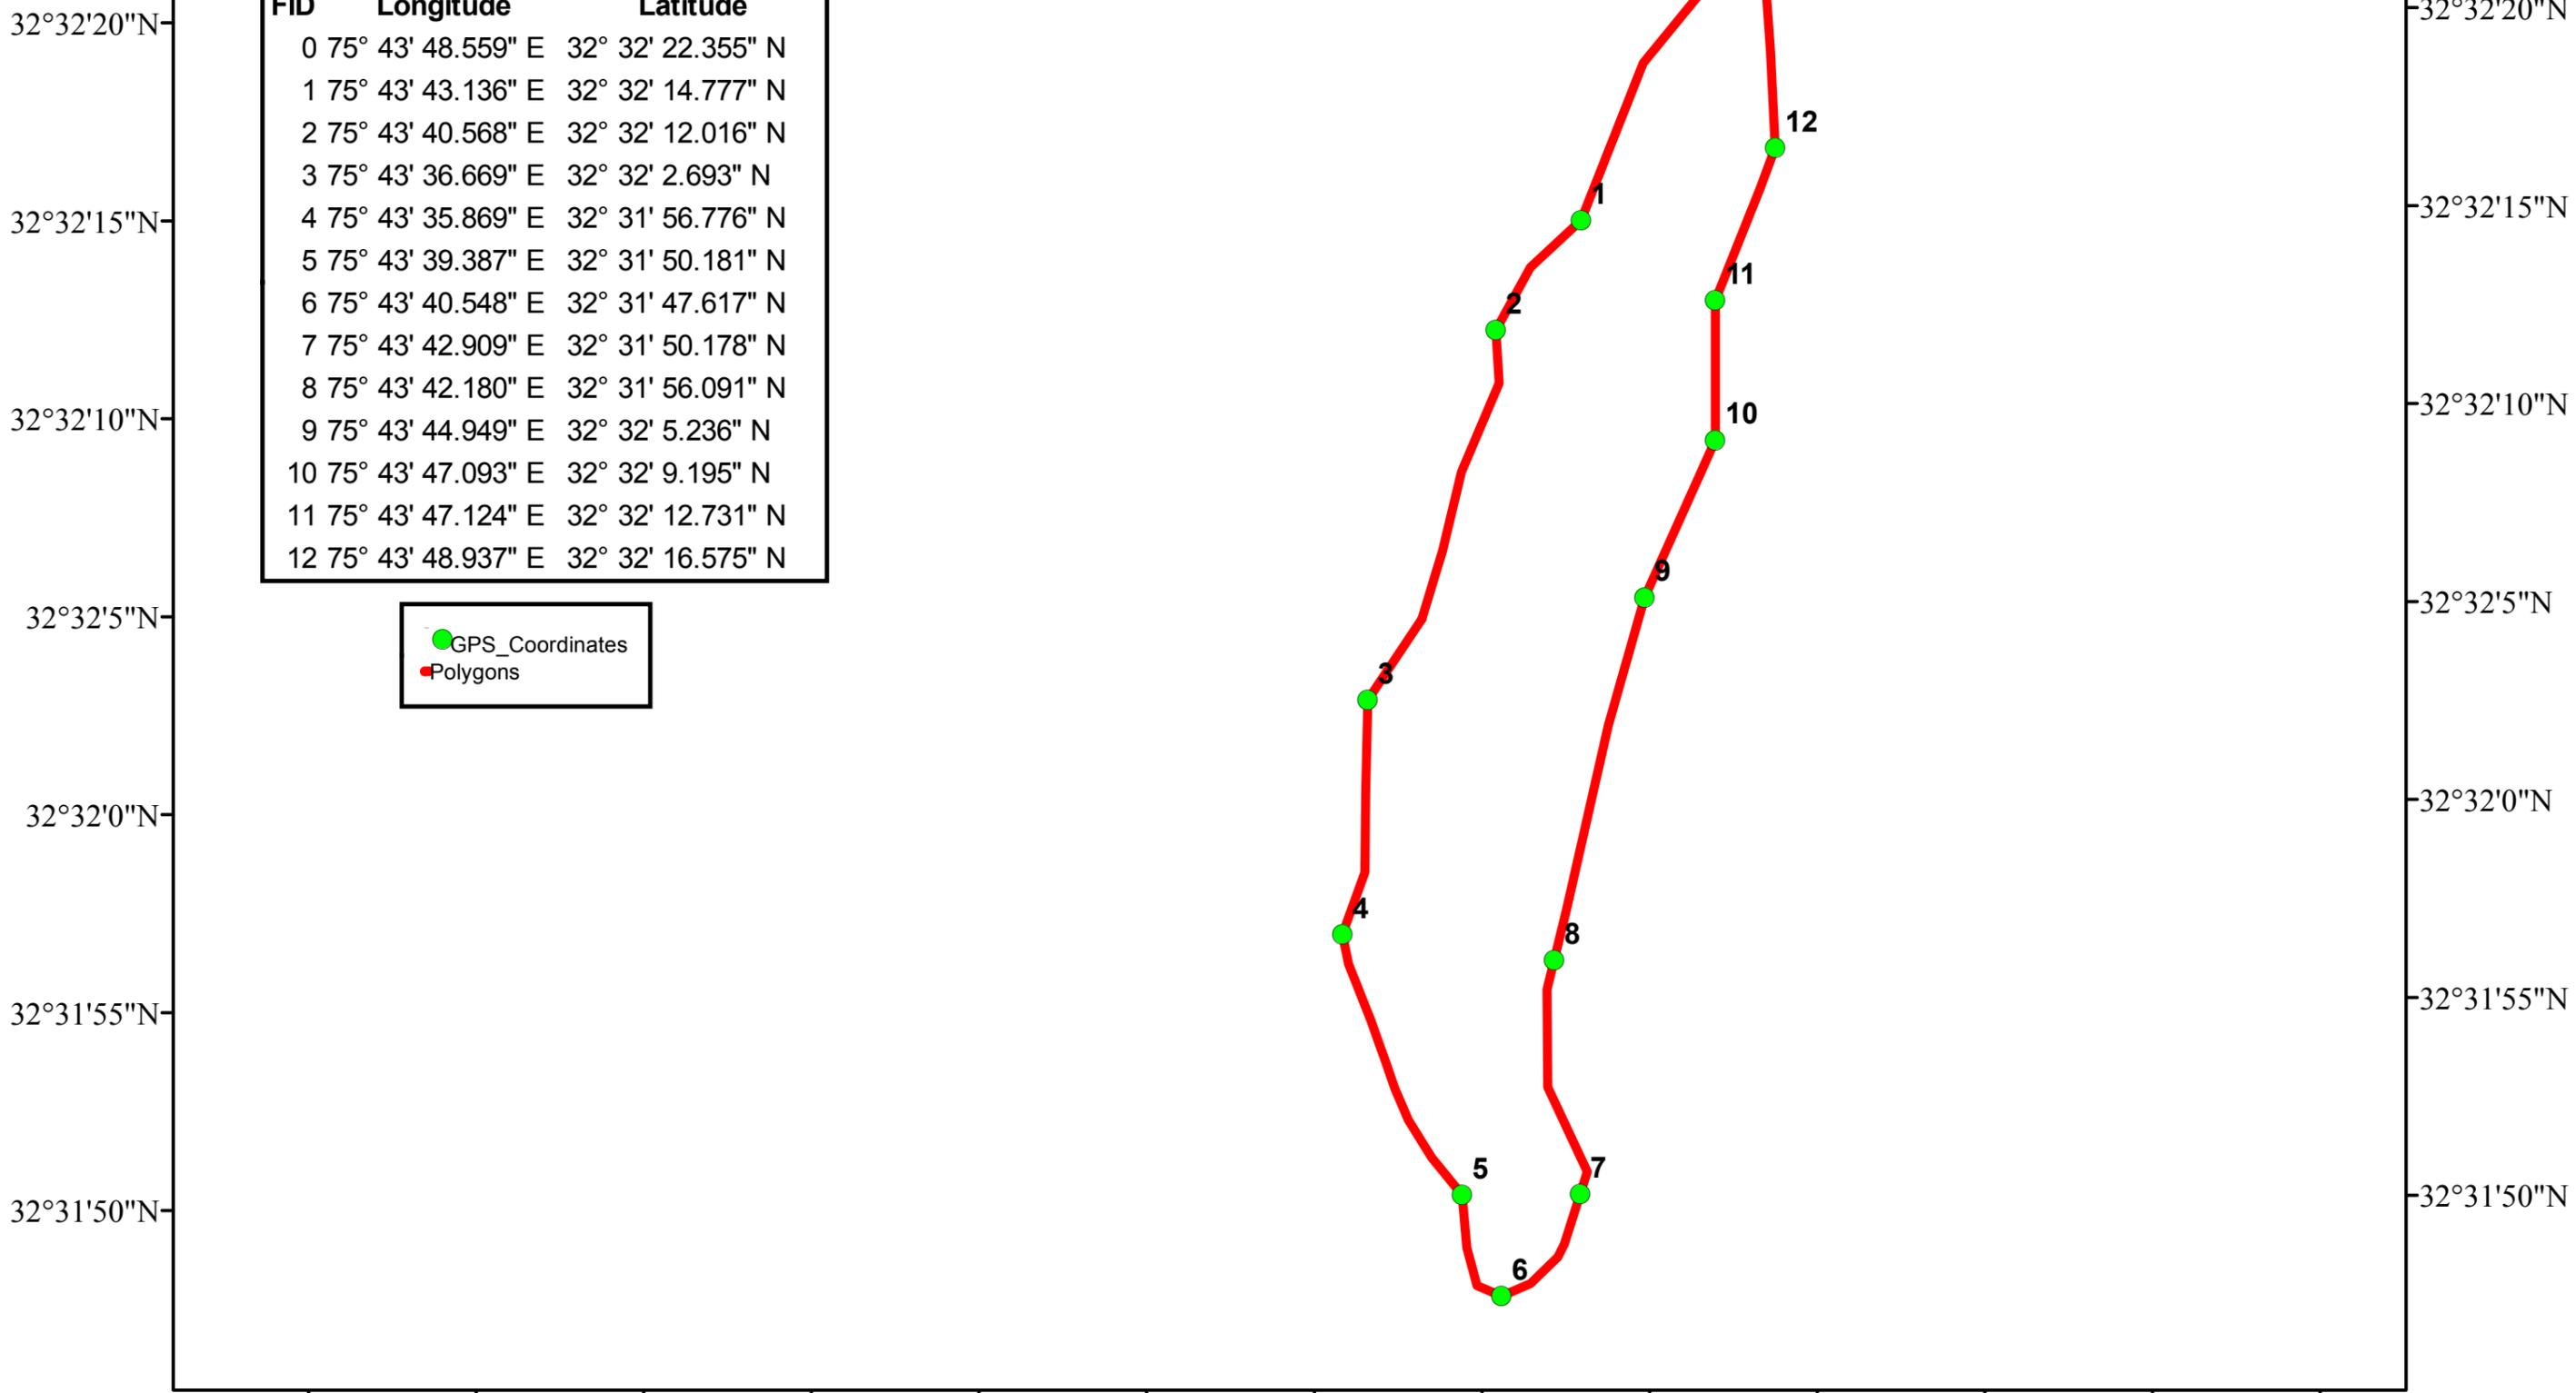 FID Longitude Latitude
0 75° 43' 48.559" E 32° 32' 22.355" N
1 75° 43' 43.136" E 32° 32' 14.777" N
2 75° 43' 40.568" E 32° 32' 12.016" N
3 75° 43' 36.669" E 32° 32' 2.693" N
4 75° 43' 35.869" E 32° 31' 56.776" N
5 75° 43' 39.387" E 32° 31' 50.181" N
6 75° 43' 40.548" E 32° 31' 47.617" N
7 75° 43' 42.909" E 32° 31' 50.178" N
8 75° 43' 42.180" E 32° 31' 56.091" N
9 75° 43' 44.949" E 32° 32' 5.236" N
10 75° 43' 47.093" E 32° 32' 9.195" N
11 75° 43' 47.124" E 32° 32' 12.731" N
12 75° 43' 48.937" E 32° 32' 16.575" N
GPS_Coordinates
Polygons
32°32'20"N
32°32'15"N
32°32'10"N
32°32'5"N
32°32'0"N
32°31'55"N
32°31'50"N
12
1
11
2
10
9
3
4
8
5
7
6
32°32'20"N
32°32'15"N
32°32'10"N
32°32'5"N
32°32'0"N
32°31'55"N
32°31'50"N